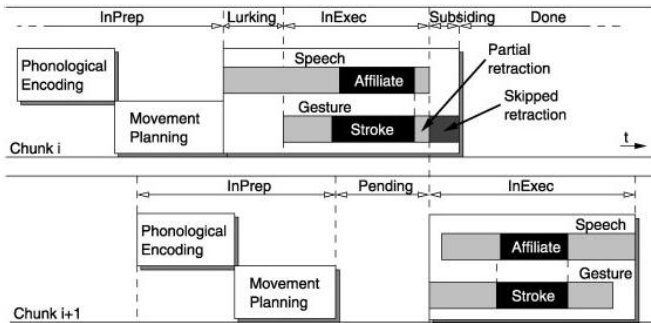 InPrep Lurking InExec Subsiding Done
Speech
Partial
retraction
Phonological
Encoding
Affiliate
Gesture
Skipped
retraction
Movement
Planning
Stroke
t
Chunk i
InPrep Pending InExec
Phonological
Encoding
Speech
Affiliate
Gesture
Movement
Planning
Stroke
Chunk i+1